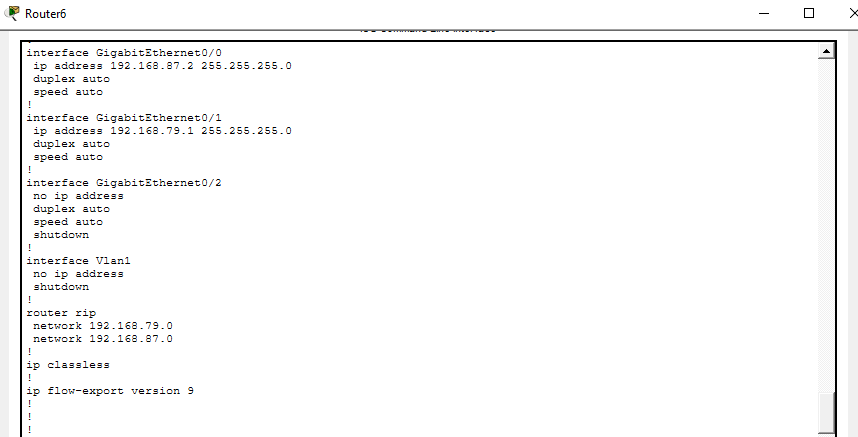 Router6
!
interface GigabitEthernet0/0
 ip address 192.168.87.2 255.255.255.0
 duplex auto
 speed auto
!
interface GigabitEthernet0/1
 ip address 192.168.79.1 255.255.255.0
 duplex auto
 speed auto
!
interface GigabitEthernet0/2
 no ip address
 duplex auto
 speed auto
 shutdown
!
interface Vlan1
 no ip address
 shutdown
!
router rip
 network 192.168.79.0
 network 192.168.87.0
!
ip classless
!
ip flow-export version 9
!
!
!